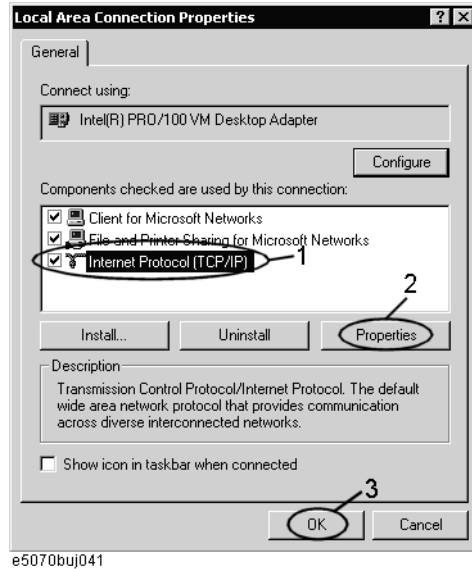 Local Area Connection Properties
General
Connect using:
Intel(R) PRO/100 VM Desktop Adapter
Configure
Components checked are used by this connection:
Client for Microsoft Networks
File and Printer Sharing for Microsoft Networks
Internet Protocol (TCP/IP)
1
2
Install...
Uninstall
Properties
Description
Transmission Control Protocol/Internet Protocol. The default
wide area network protocol that provides communication
across diverse interconnected networks.
Show icon in taskbar when connected
3
OK
Cancel
e5070buj041